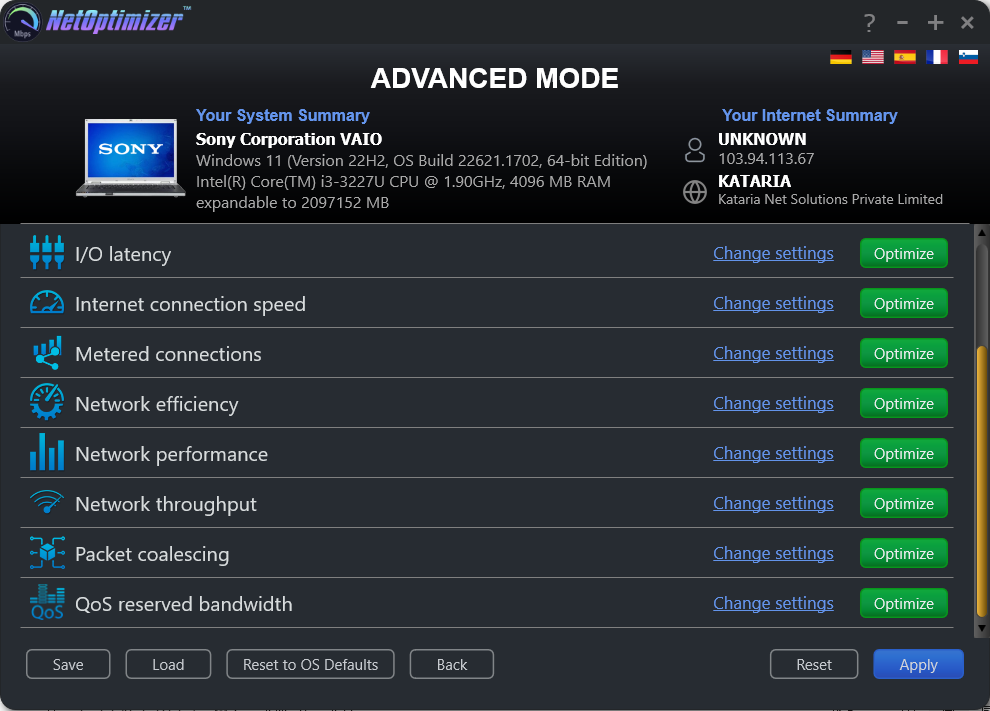 Mbps NetOptimizer™
?
ADVANCED MODE
Your System Summary
Sony Corporation VAIO
Windows 11 (Version 22H2, OS Build 22621.1702, 64-bit Edition)
Intel(R) Core(TM) i3-3227U CPU @ 1.90GHz, 4096 MB RAM
expandable to 2097152 MB
SONY
Your Internet Summary
UNKNOWN
103.94.113.67
KATARIA
Kataria Net Solutions Private Limited
I/O latency Change settings Optimize
Internet connection speed Change settings Optimize
Metered connections Change settings Optimize
Network efficiency Change settings Optimize
Network performance Change settings Optimize
Network throughput Change settings Optimize
Packet coalescing Change settings Optimize
QoS QoS reserved bandwidth Change settings Optimize
Save Load Reset to OS Defaults Back Reset Apply